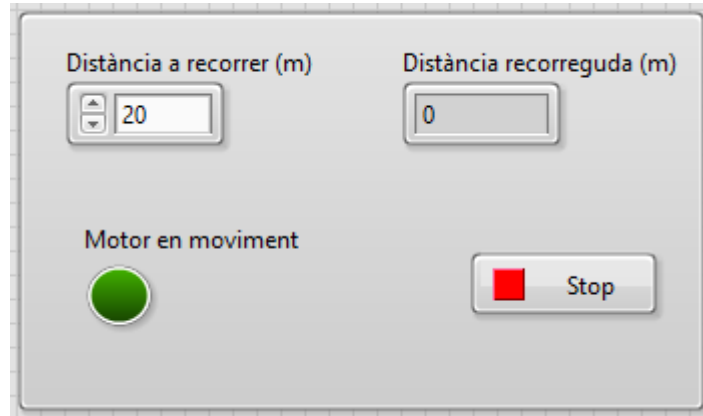 Distància a recorrer (m)
Distància recorreguda (m)
20
0
Motor en moviment
Stop